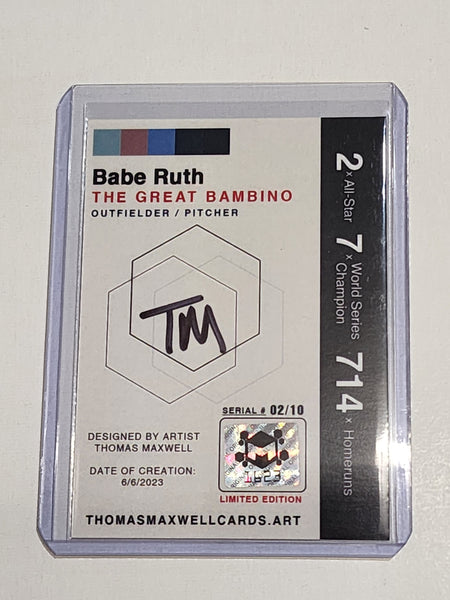 Babe Ruth
THE GREAT BAMBINO
OUTFIELDER / PITCHER
TM
SERIAL # 02/10
DESIGNED BY ARTIST
THOMAS MAXWELL
DATE OF CREATION:
6/6/2023
1623
LIMITED EDITION
THOMASMAXWELLCARDS.ART
2 x All-Star
7 x World Series
Champion
714 x Homeruns